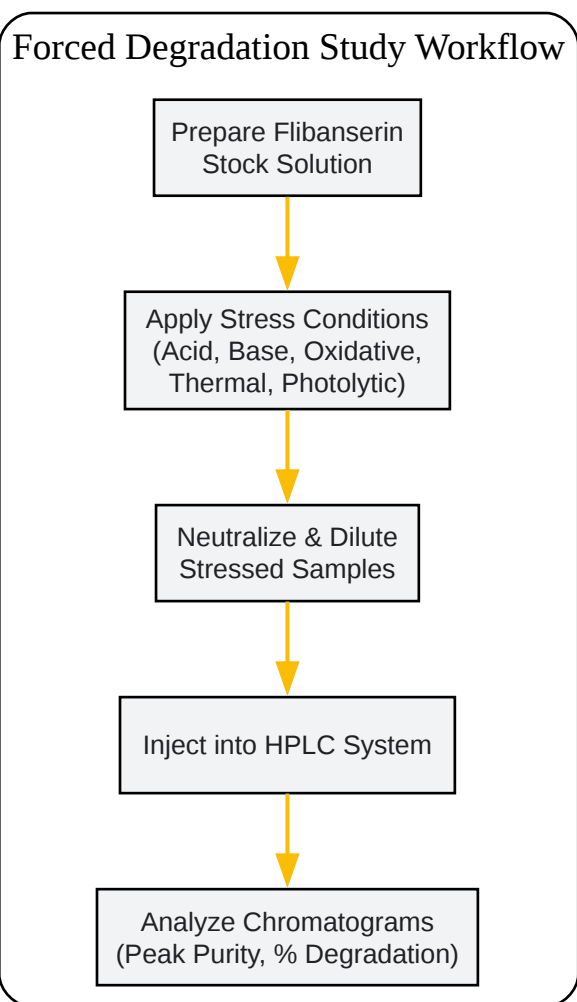 Forced Degradation Study Workflow
Prepare Flibanserin
Stock Solution
Apply Stress Conditions
(Acid, Base, Oxidative,
Thermal, Photolytic)
Neutralize & Dilute
Stressed Samples
Inject into HPLC System
Analyze Chromatograms
(Peak Purity, % Degradation)